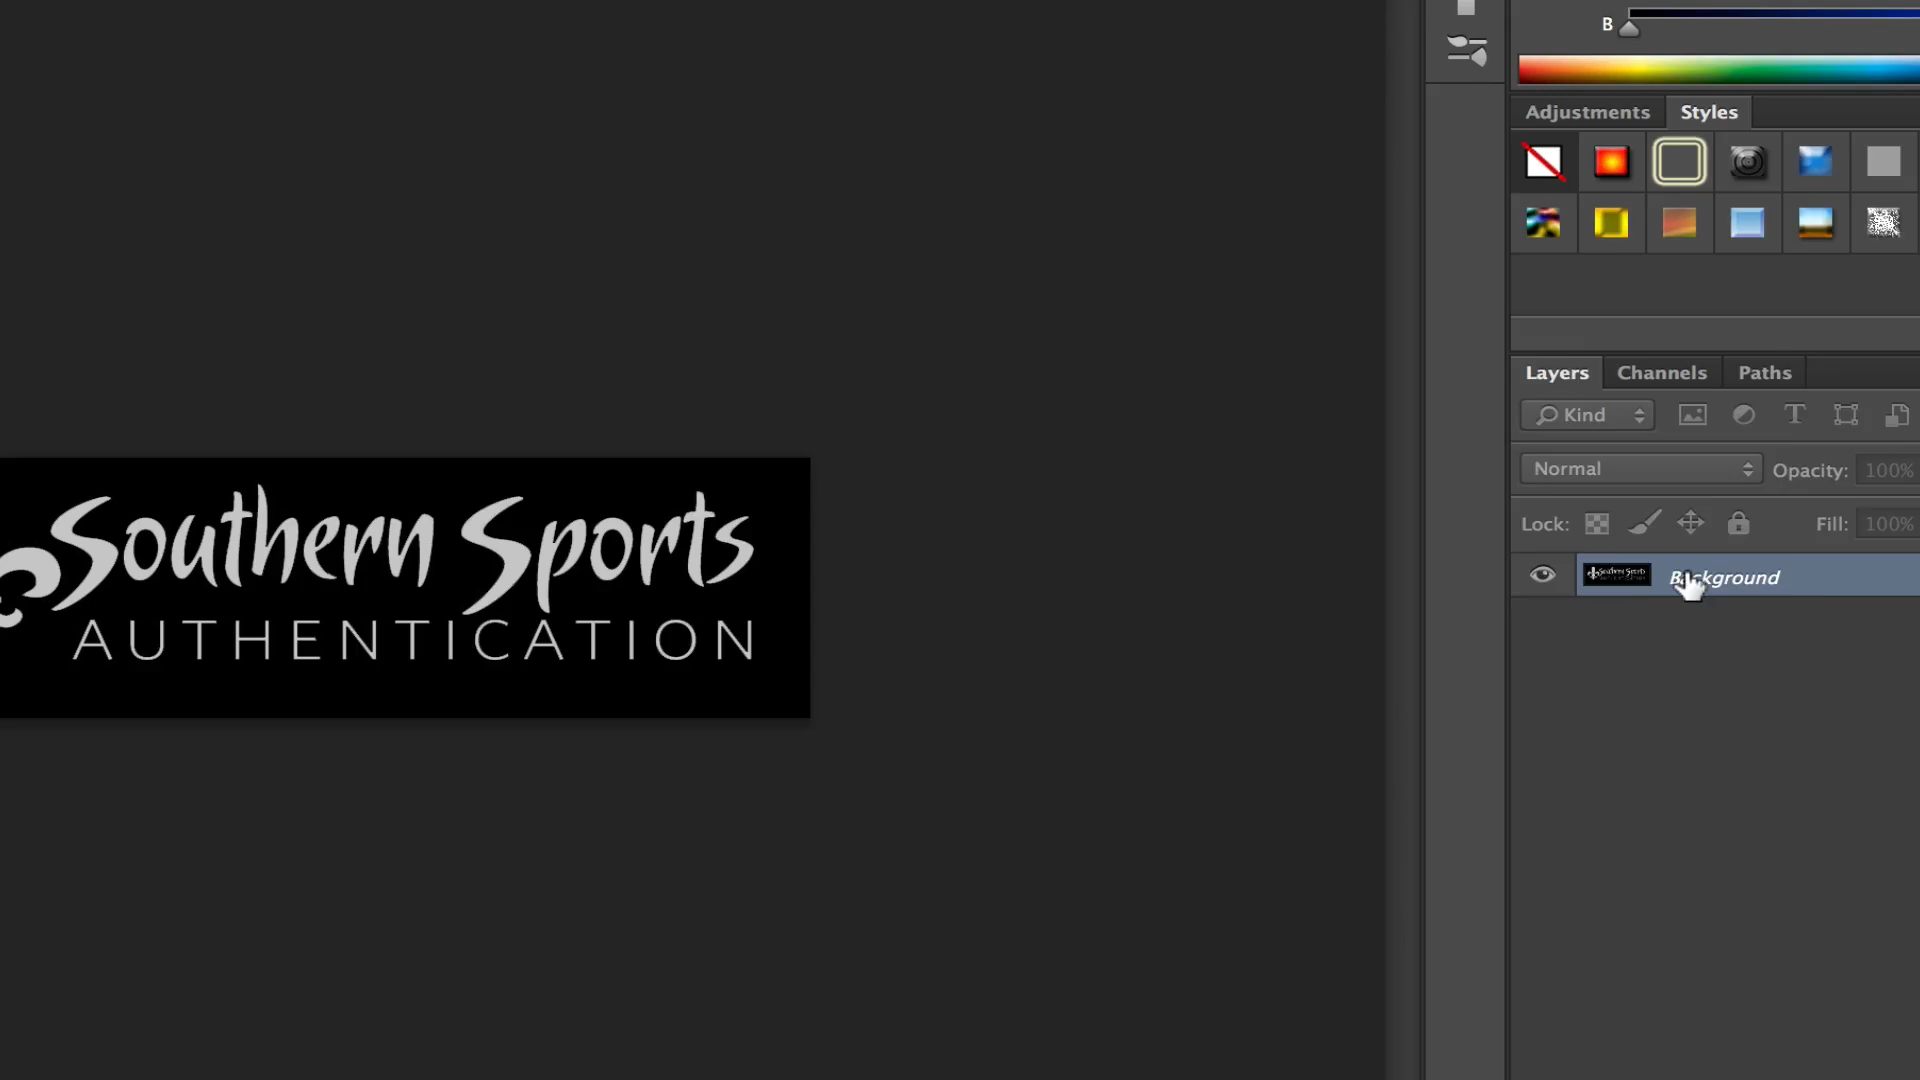 B
Adjustments Styles
Layers Channels Paths
Kind
Normal Opacity: 100%
Lock: Fill: 100%
Background
Southern Sports
AUTHENTICATION